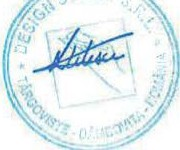 DESIGN S.R.L.
TÂRGOVIȘTE - DÂMBOVIȚA - ROMÂNIA